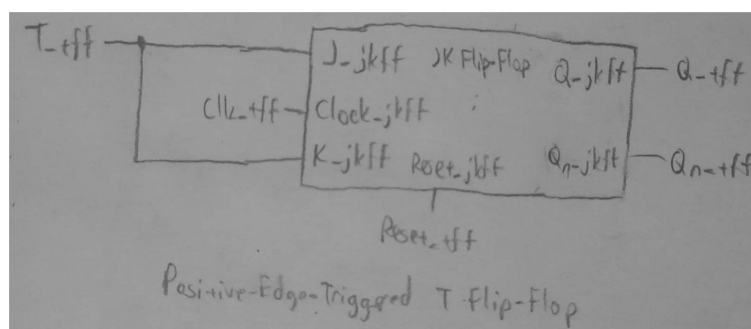 T_tff
J_jkff JK Flip-Flop Q_jkff Q_tff
Clk_tff Clock_jkff
K_jkff Reset_jkff Qn_jkff Qn_tff
Reset_tff
Positive-Edge-Triggered T Flip-Flop